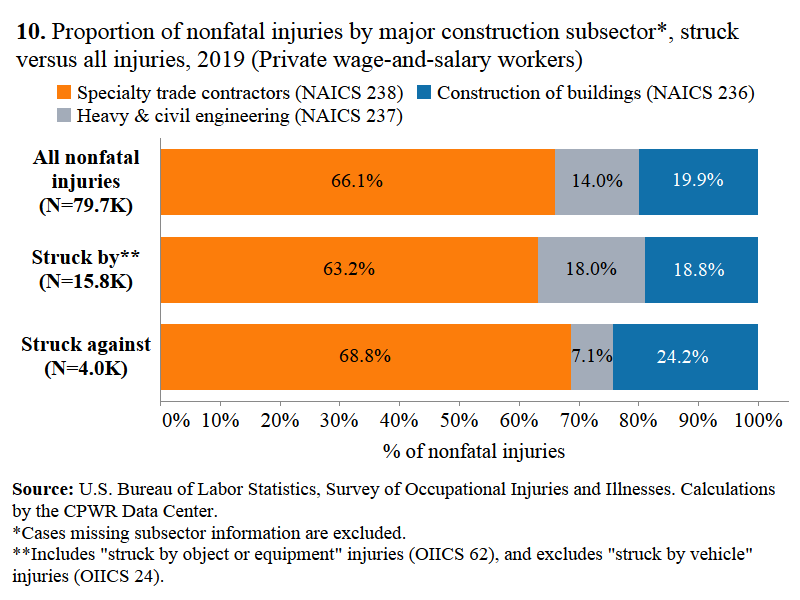 10. Proportion of nonfatal injuries by major construction subsector*, struck
versus all injuries, 2019 (Private wage-and-salary workers)
Specialty trade contractors (NAICS 238) Construction of buildings (NAICS 236)
Heavy & civil engineering (NAICS 237)
All nonfatal
injuries
(N=79.7K)
66.1% 14.0% 19.9%
Struck by**
(N=15.8K)
63.2% 18.0% 18.8%
Struck against
(N=4.0K)
68.8% 7.1% 24.2%
0% 10% 20% 30% 40% 50% 60% 70% 80% 90% 100%
% of nonfatal injuries
Source: U.S. Bureau of Labor Statistics, Survey of Occupational Injuries and Illnesses. Calculations
by the CPWR Data Center.
*Cases missing subsector information are excluded.
**Includes "struck by object or equipment" injuries (OIICS 62), and excludes "struck by vehicle"
injuries (OIICS 24).